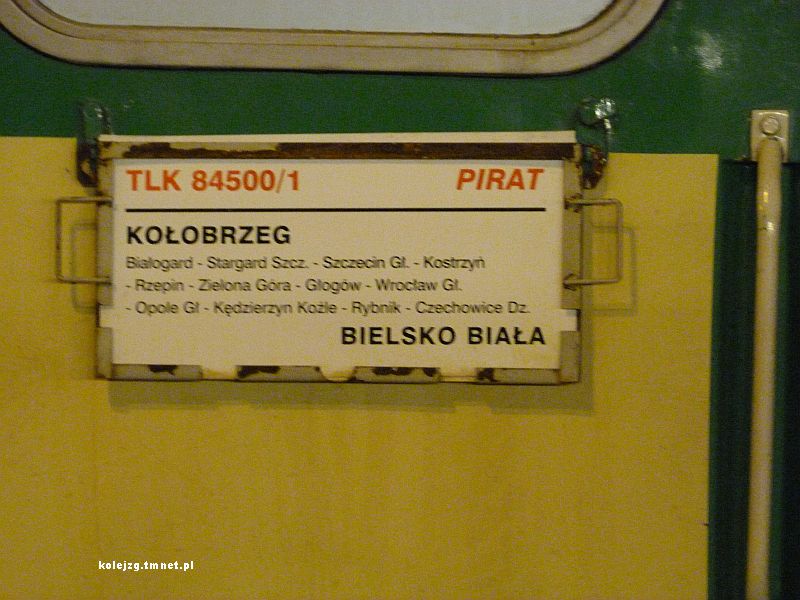 TLK 84500/1 PIRAT
KOŁOBRZEG
Białogard - Stargard Szcz. - Szczecin Gł. - Kostrzyń
- Rzepin - Zielona Góra - Głogów - Wrocław Gł.
- Opole Gł - Kędzierzyn Koźle - Rybnik - Czechowice Dz.
BIELSKO BIAŁA
kolejzg.tmnet.pl